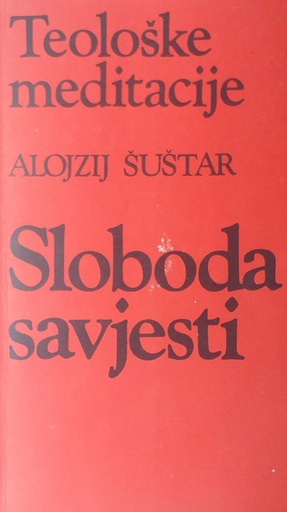 Teološke
meditacije
ALOJZIJ ŠUŠTAR
Sloboda
savjesti